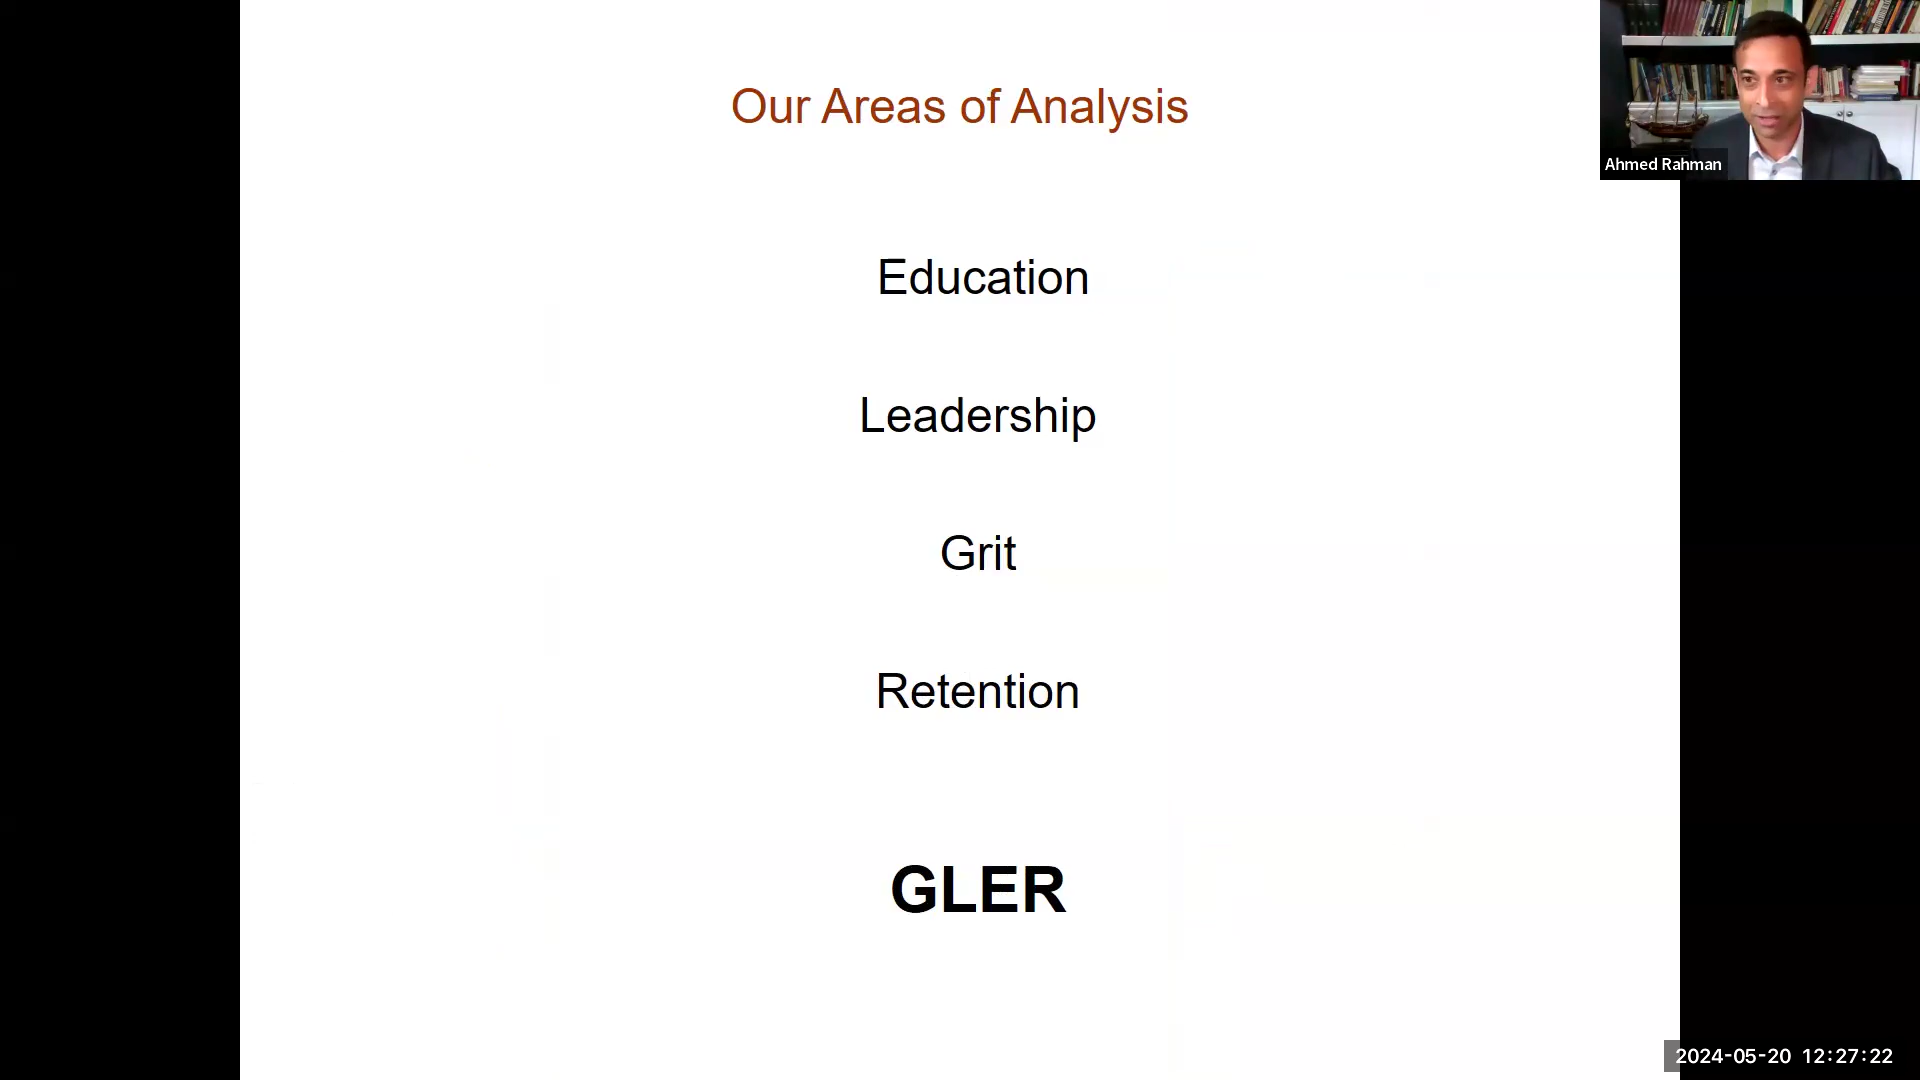 Our Areas of Analysis
Ahmed Rahman
Education
Leadership
Grit
Retention
GLER
2024-05-20 12:27:22